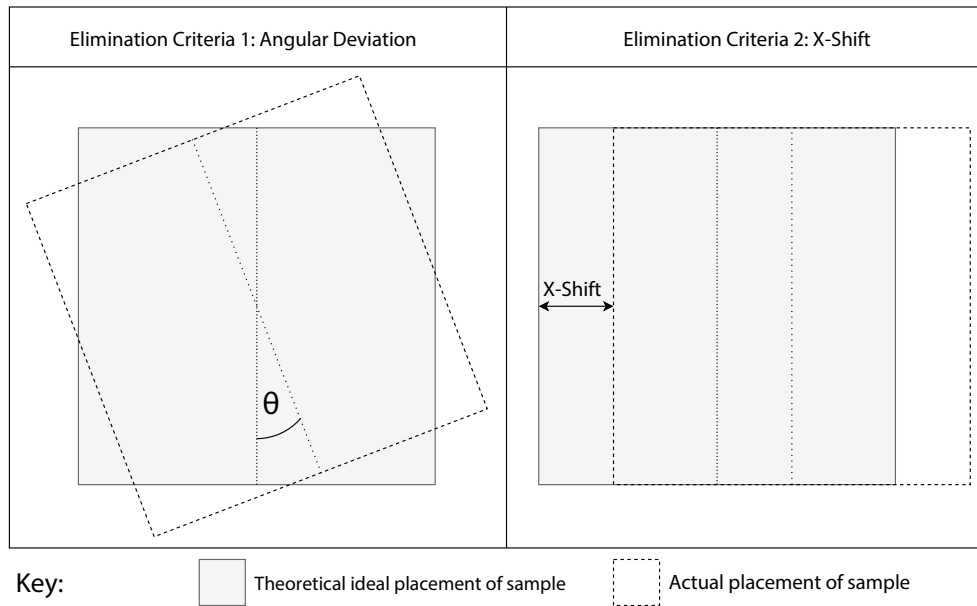 Elimination Criteria 1: Angular Deviation
Elimination Criteria 2: X-Shift
X-Shift
θ
Key:
Theoretical ideal placement of sample
Actual placement of sample